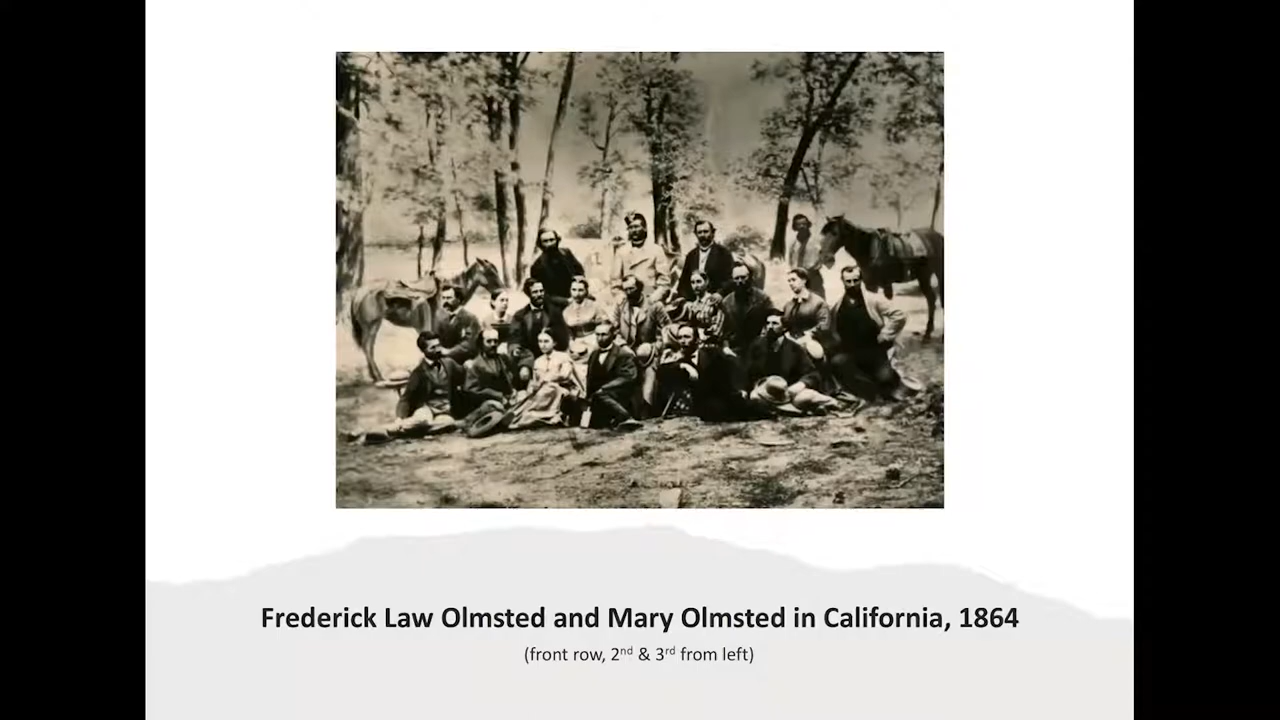 Frederick Law Olmsted and Mary Olmsted in California, 1864
(front row, 2nd & 3rd from left)